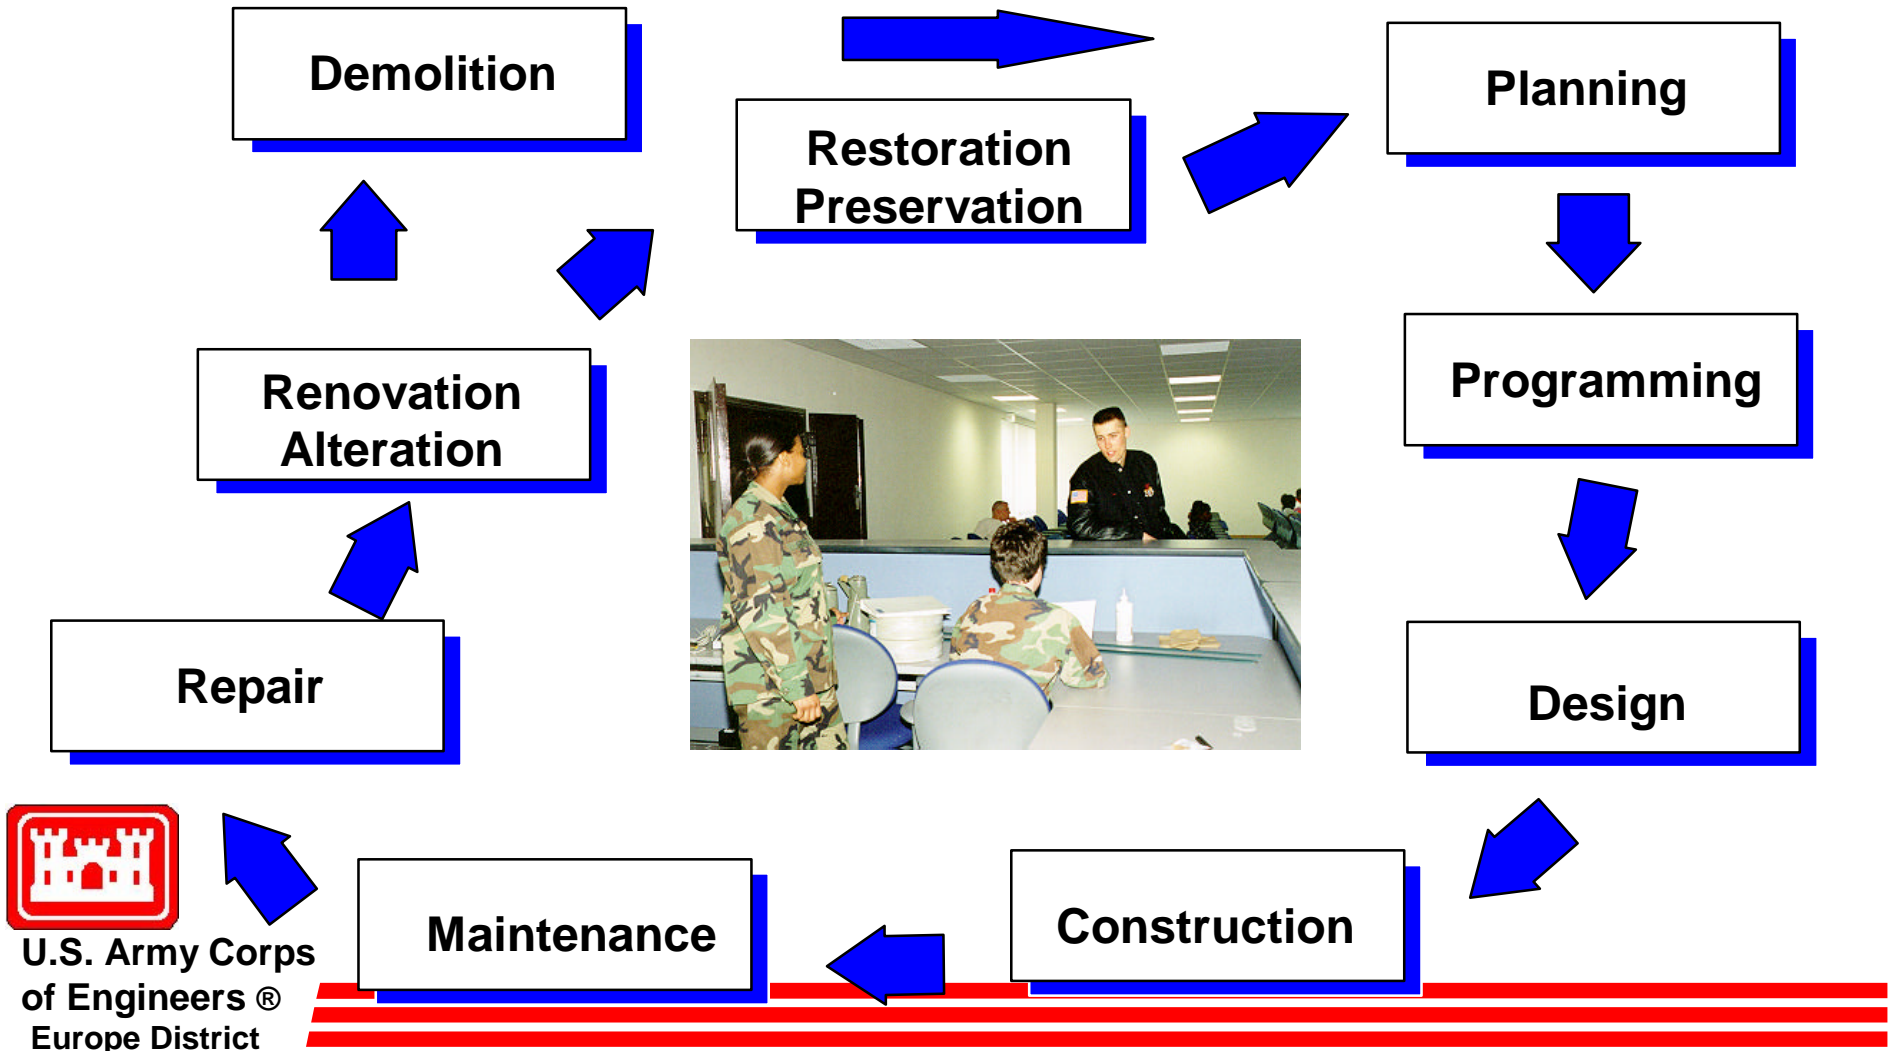 Demolition
Restoration
Preservation
Planning
Renovation
Alteration
Programming
Repair
Design
Maintenance
Construction
U.S. Army Corps
of Engineers ®
Europe District